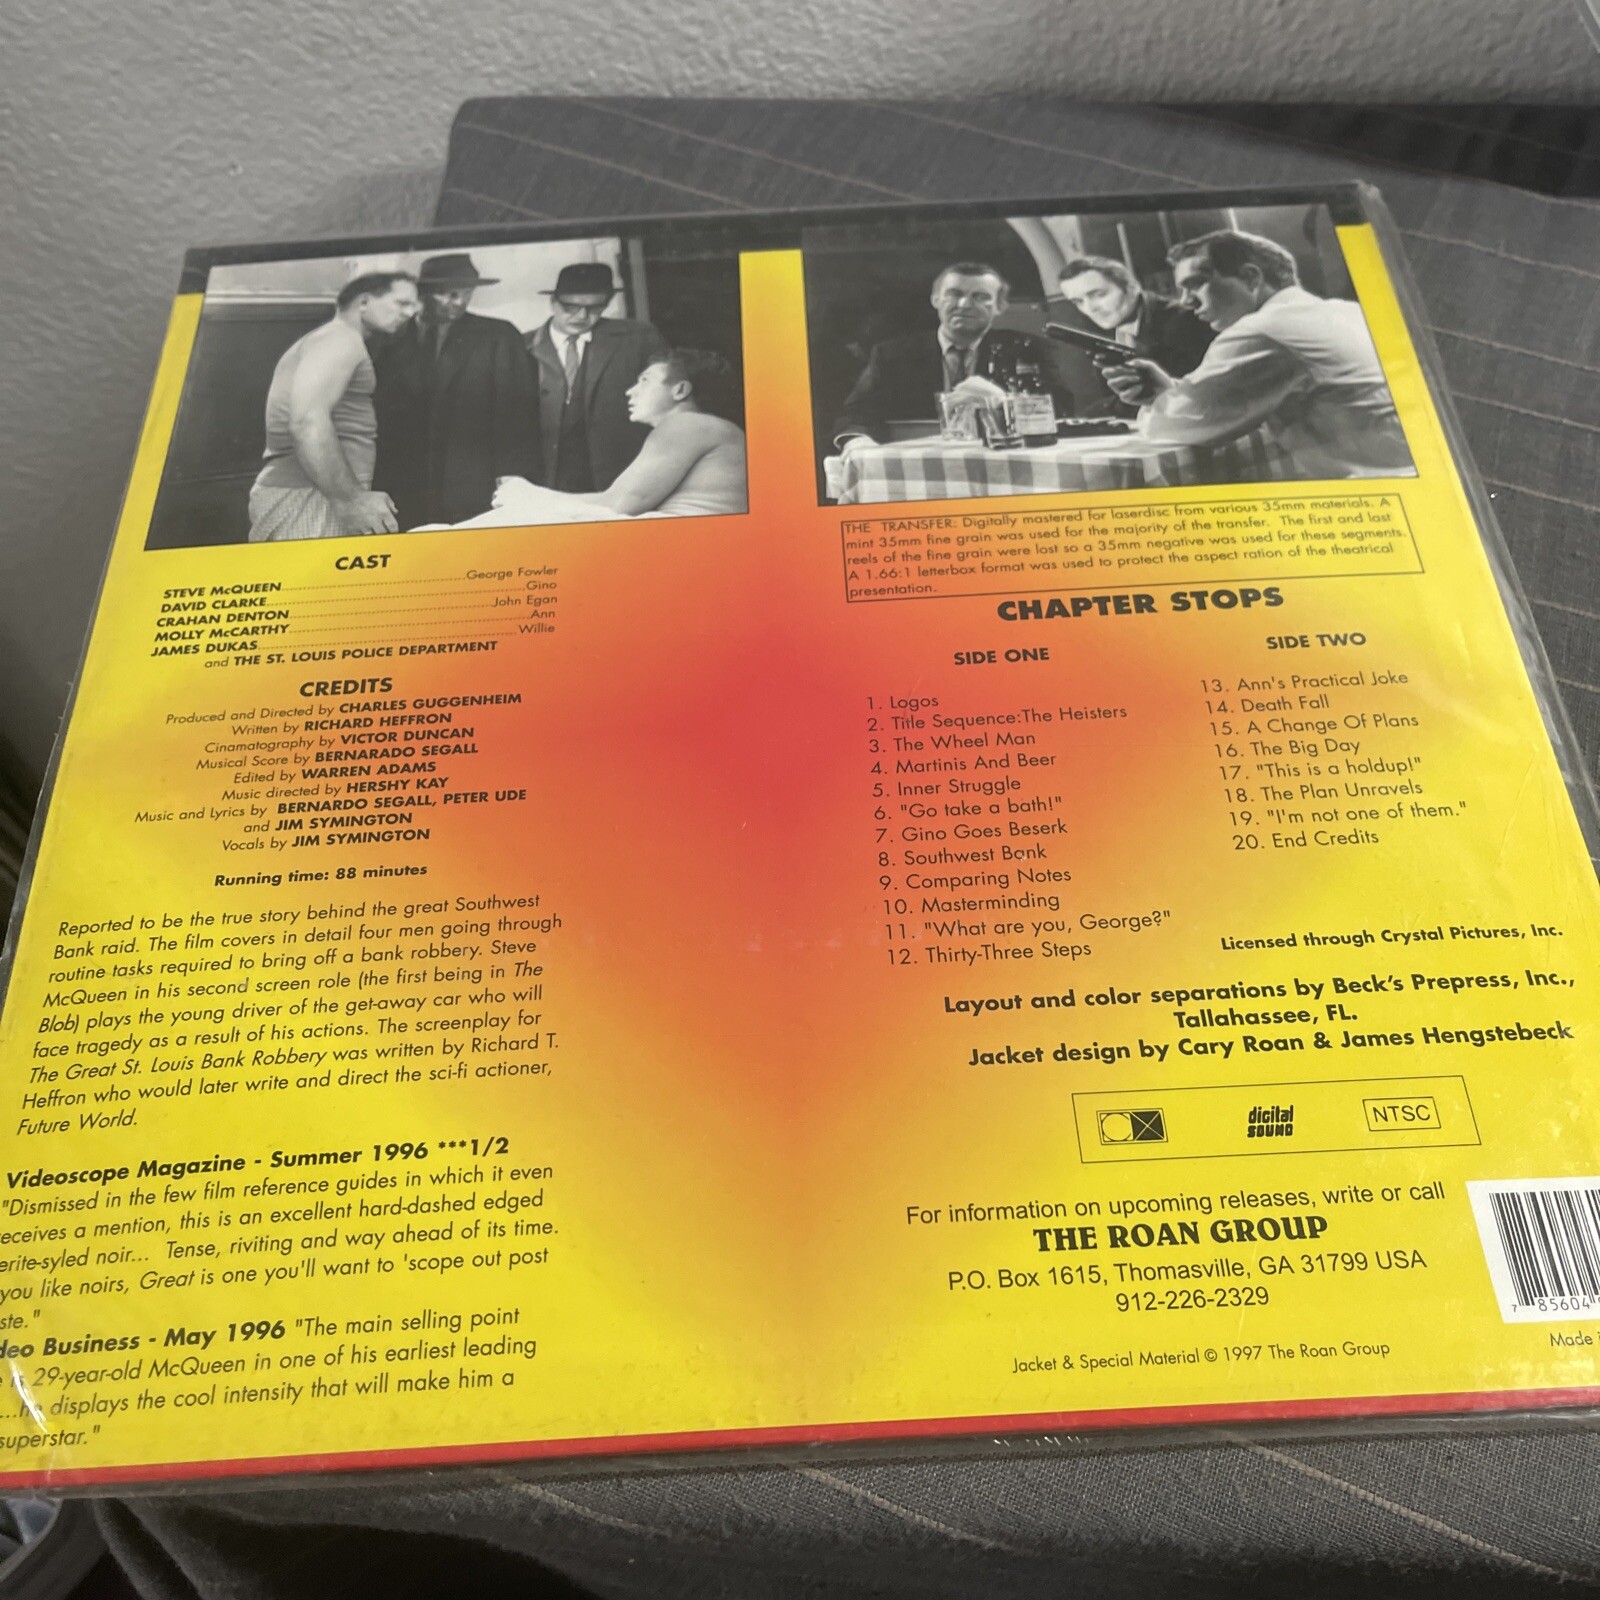 CAST
STEVE McQUEEN........................................George Fowler
DAVID CLARKE........................................Gino
CRAHAN DENTON........................................John Egan
MOLLY McCARTHY........................................Ann
JAMES DUKAS........................................Willie
and THE ST. LOUIS POLICE DEPARTMENT
CREDITS
Produced and Directed by CHARLES GUGGENHEIM
Written by RICHARD HEFFRON
Cinamatography by VICTOR DUNCAN
Musical Score by BERNARADO SEGALL
Edited by WARREN ADAMS
Music directed by HERSHY KAY
Music and Lyrics by BERNARDO SEGALL, PETER UDE
and JIM SYMINGTON
Vocals by JIM SYMINGTON
Running time: 88 minutes
Reported to be the true story behind the great Southwest
Bank raid. The film covers in detail four men going through
routine tasks required to bring off a bank robbery. Steve
McQueen in his second screen role (the first being in The
Blob) plays the young driver of the get-away car who will
face tragedy as a result of his actions. The screenplay for
The Great St. Louis Bank Robbery was written by Richard T.
Heffron who would later write and direct the sci-fi actioner,
Future World.
Videoscope Magazine - Summer 1996 ***1/2
"Dismissed in the few film reference guides in which it even
eceives a mention, this is an excellent hard-dashed edged
erite-syled noir... Tense, riviting and way ahead of its time.
you like noirs, Great is one you'll want to 'scope out post
ste."
deo Business - May 1996 "The main selling point
is 29-year-old McQueen in one of his earliest leading
...he displays the cool intensity that will make him a
superstar."
THE TRANSFER: Digitally mastered for laserdisc from various 35mm materials. A
mint 35mm fine grain was used for the majority of the transfer. The first and last
reels of the fine grain were lost so a 35mm negative was used for these segments.
A 1.66:1 letterbox format was used to protect the aspect ration of the theatrical
presentation.
CHAPTER STOPS
SIDE ONE
1. Logos
2. Title Sequence:The Heisters
3. The Wheel Man
4. Martinis And Beer
5. Inner Struggle
6. "Go take a bath!"
7. Gino Goes Beserk
8. Southwest Bank
9. Comparing Notes
10. Masterminding
11. "What are you, George?"
12. Thirty-Three Steps
SIDE TWO
13. Ann's Practical Joke
14. Death Fall
15. A Change Of Plans
16. The Big Day
17. "This is a holdup!"
18. The Plan Unravels
19. "I'm not one of them."
20. End Credits
Licensed through Crystal Pictures, Inc.
Layout and color separations by Beck's Prepress, Inc.,
Tallahassee, FL.
Jacket design by Cary Roan & James Hengstebeck
digital SOUND
NTSC
For information on upcoming releases, write or call
THE ROAN GROUP
P.O. Box 1615, Thomasville, GA 31799 USA
912-226-2329
Jacket & Special Material © 1997 The Roan Group
7 85604
Made